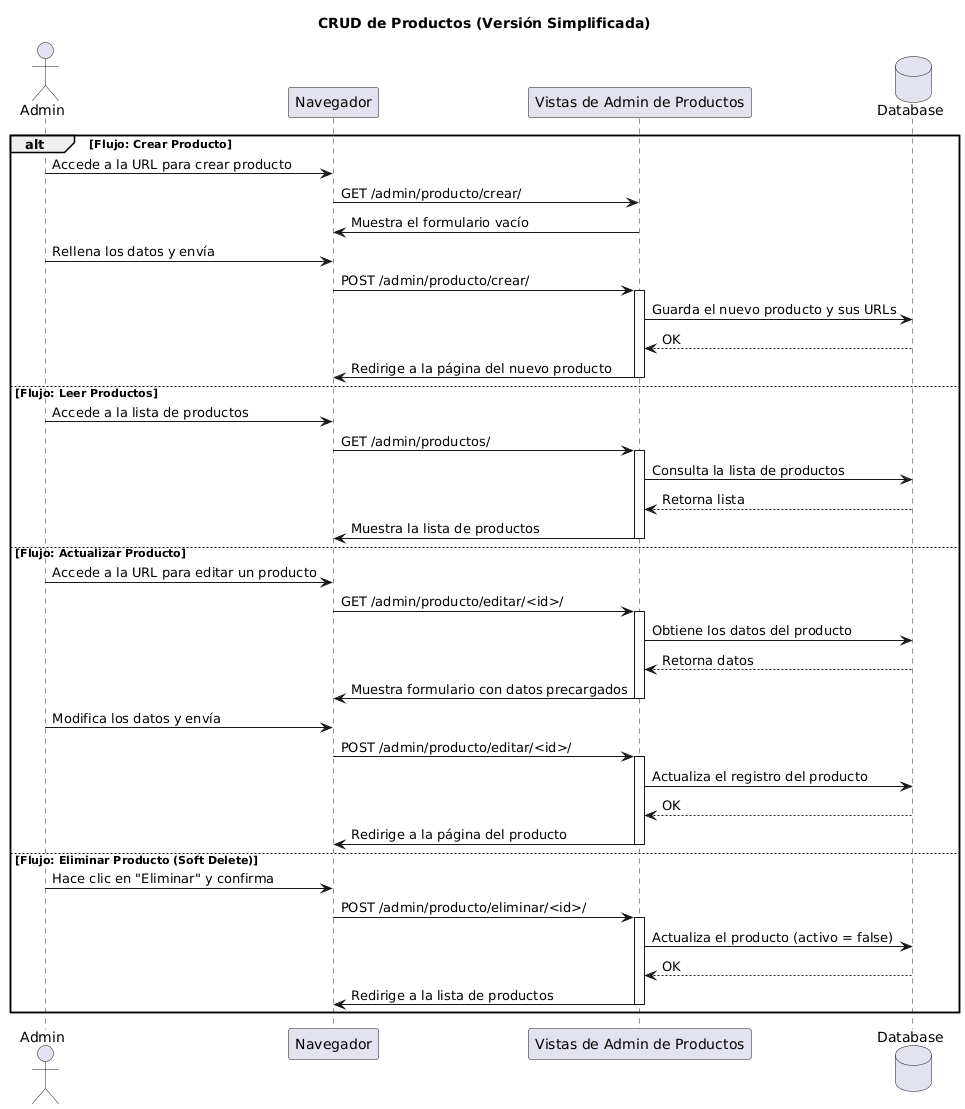 CRUD de Productos (Versión Simplificada)
Admin
Navegador
Vistas de Admin de Productos
Database
alt
[Flujo: Crear Producto]
Accede a la URL para crear producto
GET /admin/producto/crear/
Muestra el formulario vacío
Rellena los datos y envía
POST /admin/producto/crear/
Guarda el nuevo producto y sus URLs
OK
Redirige a la página del nuevo producto
[Flujo: Leer Productos]
Accede a la lista de productos
GET /admin/productos/
Consulta la lista de productos
Retorna lista
Muestra la lista de productos
[Flujo: Actualizar Producto]
Accede a la URL para editar un producto
GET /admin/producto/editar/<id>/
Obtiene los datos del producto
Retorna datos
Muestra formulario con datos precargados
Modifica los datos y envía
POST /admin/producto/editar/<id>/
Actualiza el registro del producto
OK
Redirige a la página del producto
[Flujo: Eliminar Producto (Soft Delete)]
Hace clic en "Eliminar" y confirma
POST /admin/producto/eliminar/<id>/
Actualiza el producto (activo = false)
OK
Redirige a la lista de productos
Admin
Navegador
Vistas de Admin de Productos
Database